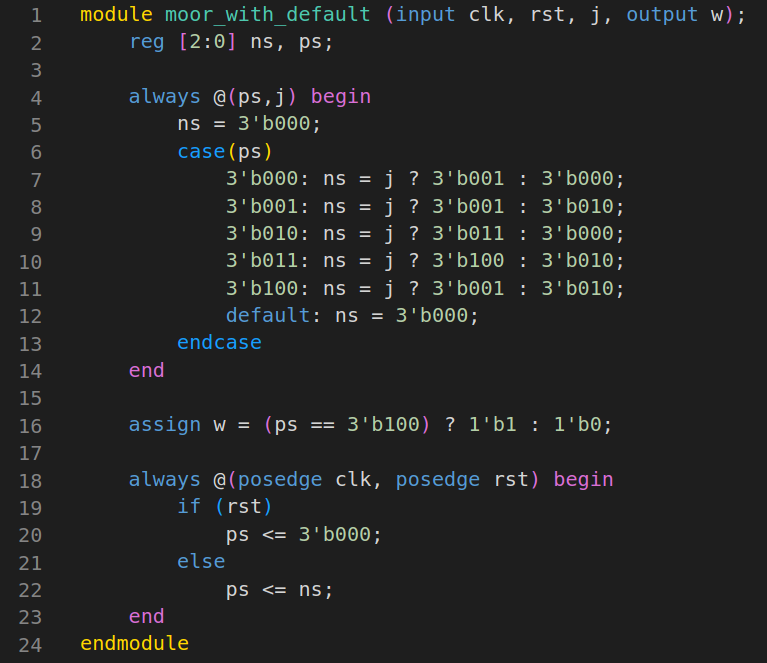 1 module moor_with_default (input clk, rst, j, output w);
2     reg [2:0] ns, ps;
3
4     always @(ps,j) begin
5         ns = 3'b000;
6         case(ps)
7             3'b000: ns = j ? 3'b001 : 3'b000;
8             3'b001: ns = j ? 3'b001 : 3'b010;
9             3'b010: ns = j ? 3'b011 : 3'b000;
10             3'b011: ns = j ? 3'b100 : 3'b010;
11             3'b100: ns = j ? 3'b001 : 3'b010;
12             default: ns = 3'b000;
13         endcase
14     end
15
16     assign w = (ps == 3'b100) ? 1'b1 : 1'b0;
17
18     always @(posedge clk, posedge rst) begin
19         if (rst)
20             ps <= 3'b000;
21         else
22             ps <= ns;
23     end
24 endmodule